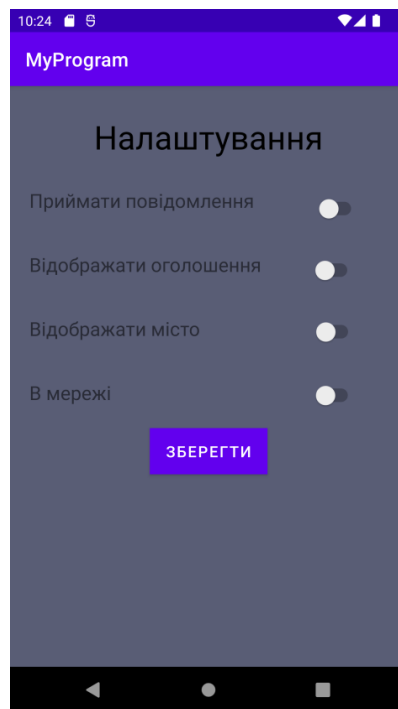 10:24
MyProgram
Налаштування
Приймати повідомлення
Відображати оголошення
Відображати місто
В мережі
ЗБЕРЕГТИ